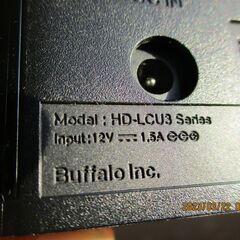 Model : HD-LCU3 Series
Input:12V ⎓ 1.5A
Buffalo Inc.